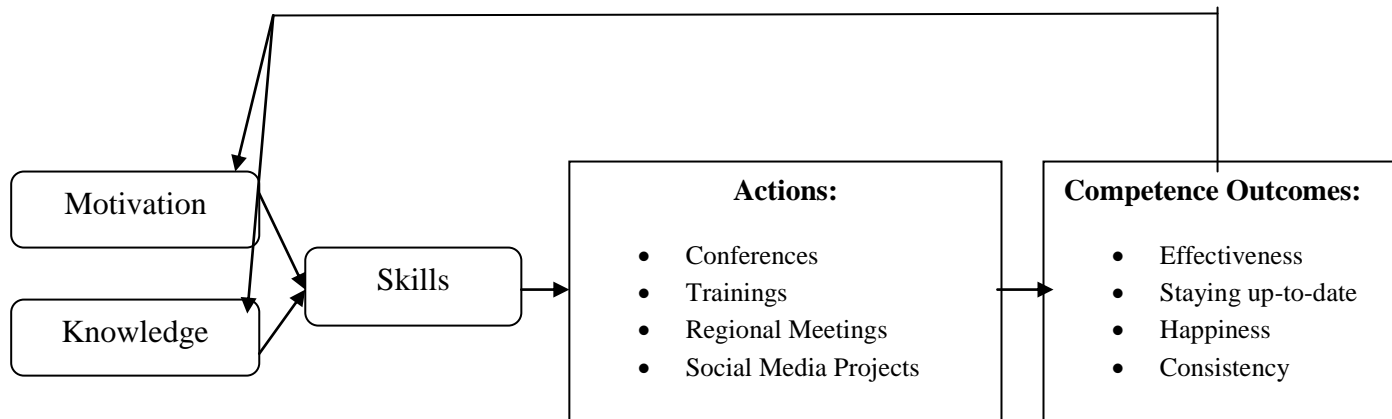 Motivation
Knowledge
Skills
Actions:
• Conferences
• Trainings
• Regional Meetings
• Social Media Projects
Competence Outcomes:
• Effectiveness
• Staying up-to-date
• Happiness
• Consistency